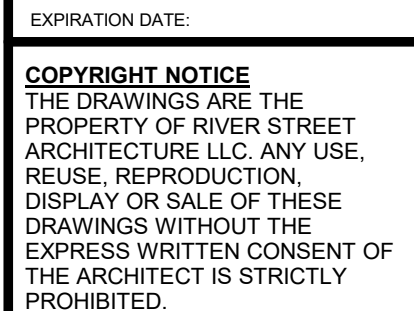 EXPIRATION DATE:
COPYRIGHT NOTICE
THE DRAWINGS ARE THE
PROPERTY OF RIVER STREET
ARCHITECTURE LLC. ANY USE,
REUSE, REPRODUCTION,
DISPLAY OR SALE OF THESE
DRAWINGS WITHOUT THE
EXPRESS WRITTEN CONSENT OF
THE ARCHITECT IS STRICTLY
PROHIBITED.